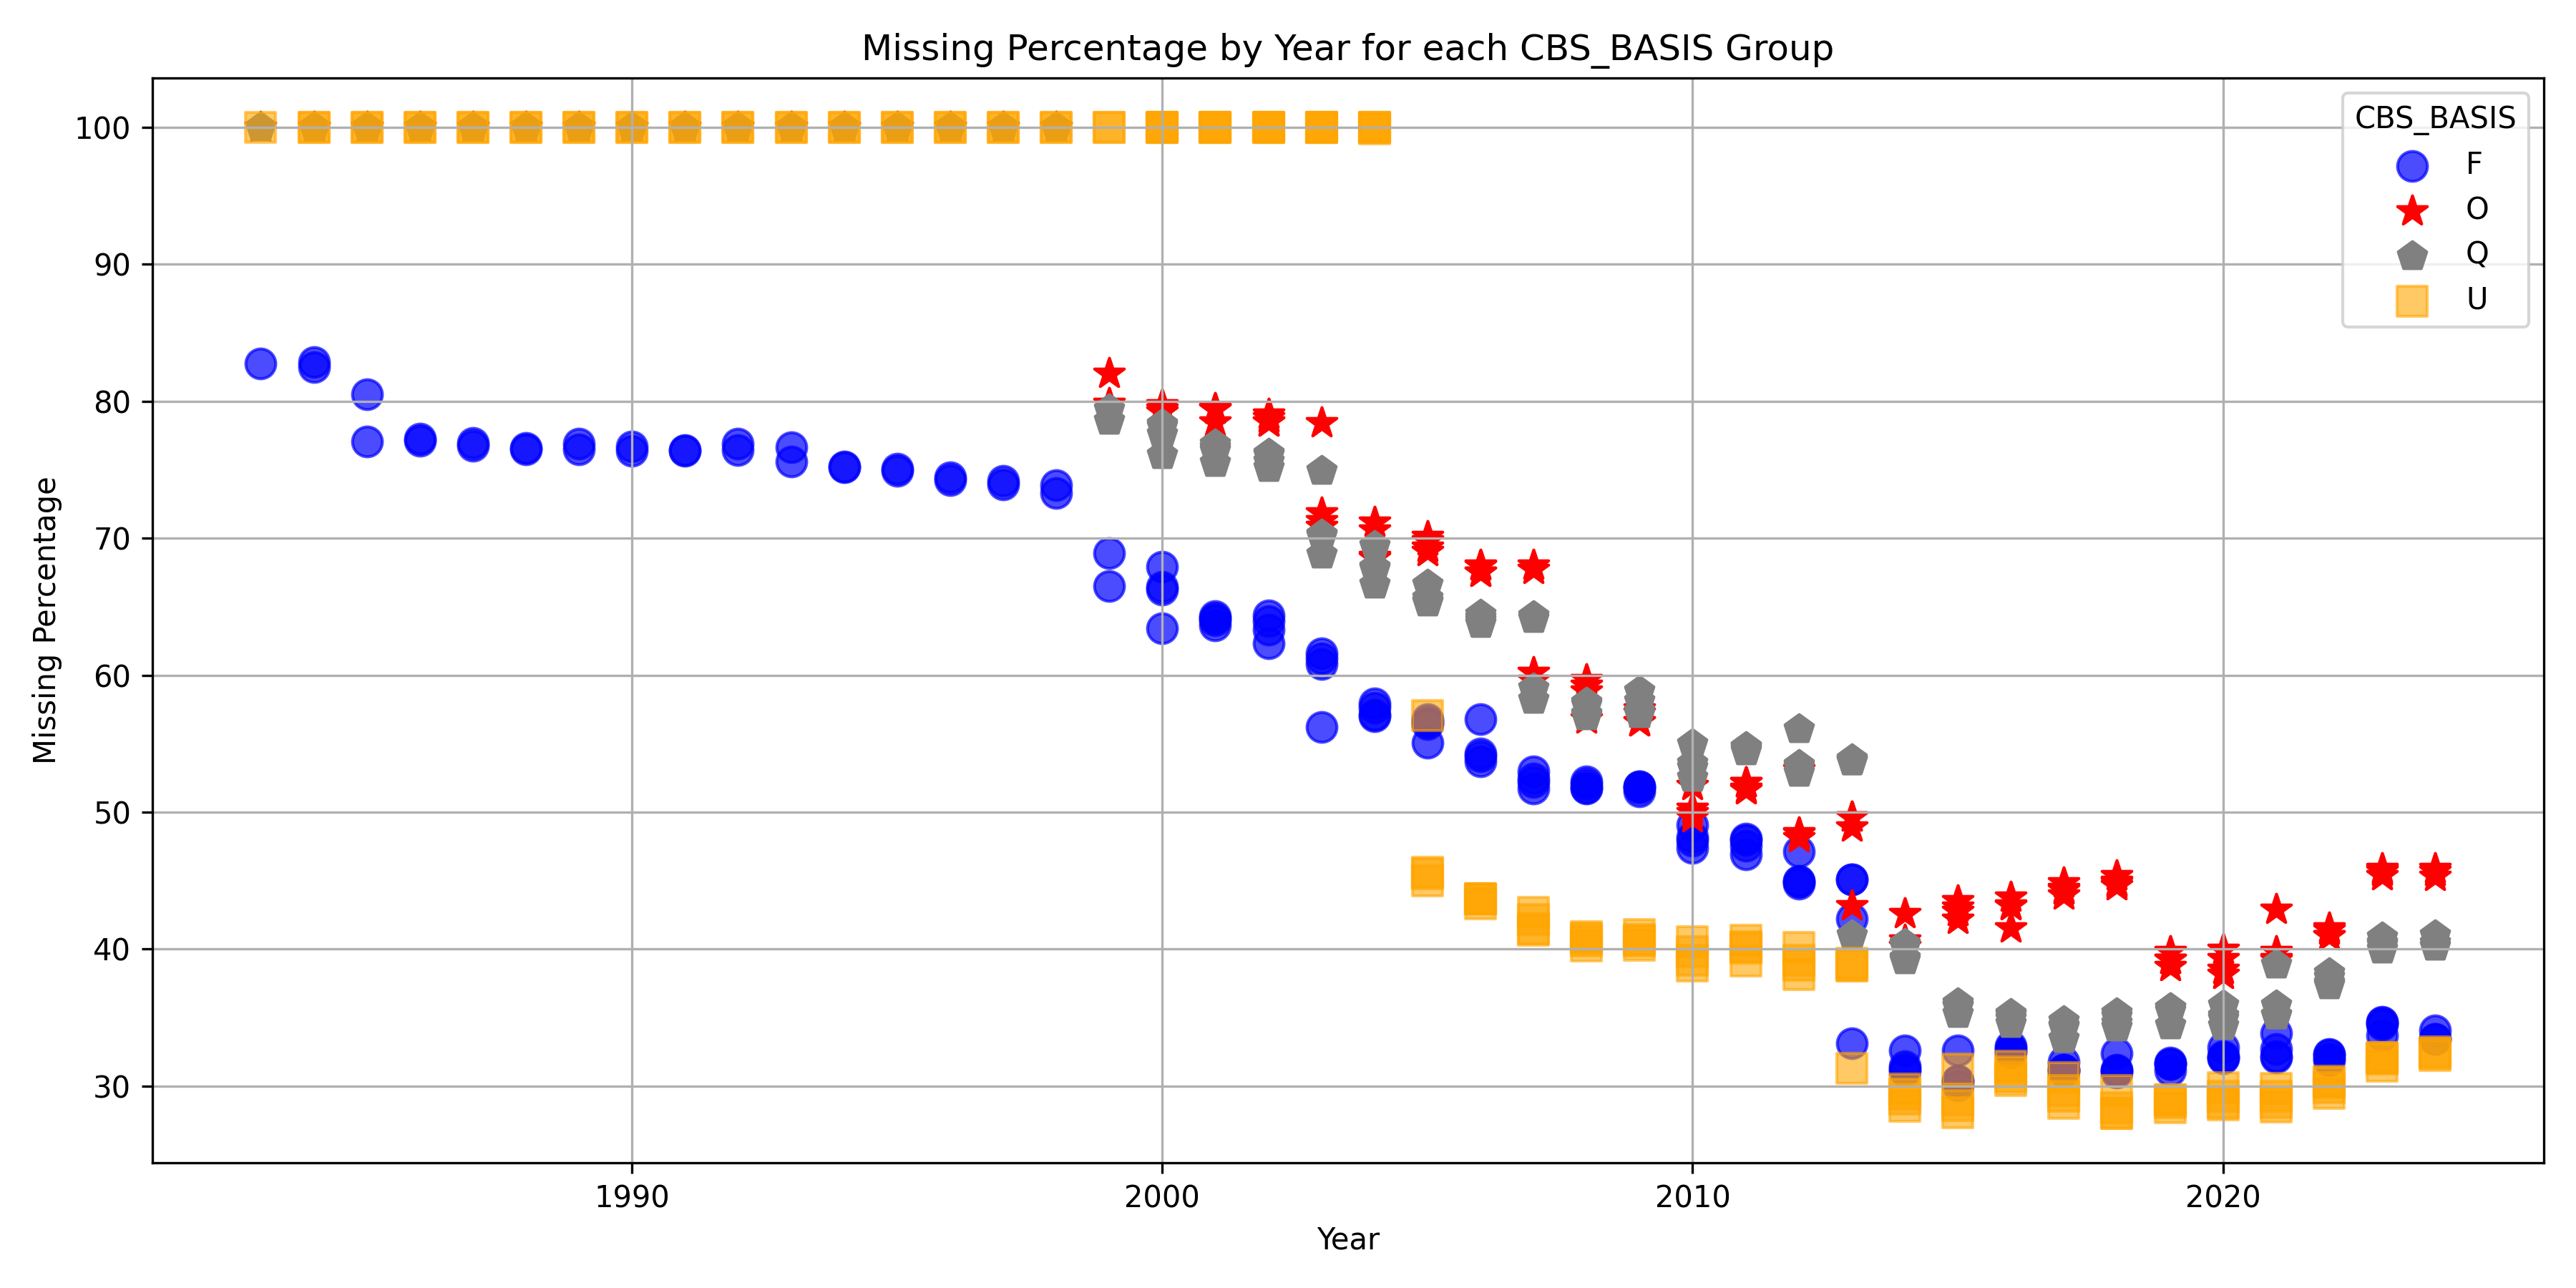 Missing Percentage by Year for each CBS_BASIS Group
Missing Percentage
100
90
80
70
60
50
40
30
CBS_BASIS
F
O
Q
U
1990
2000
2010
2020
Year